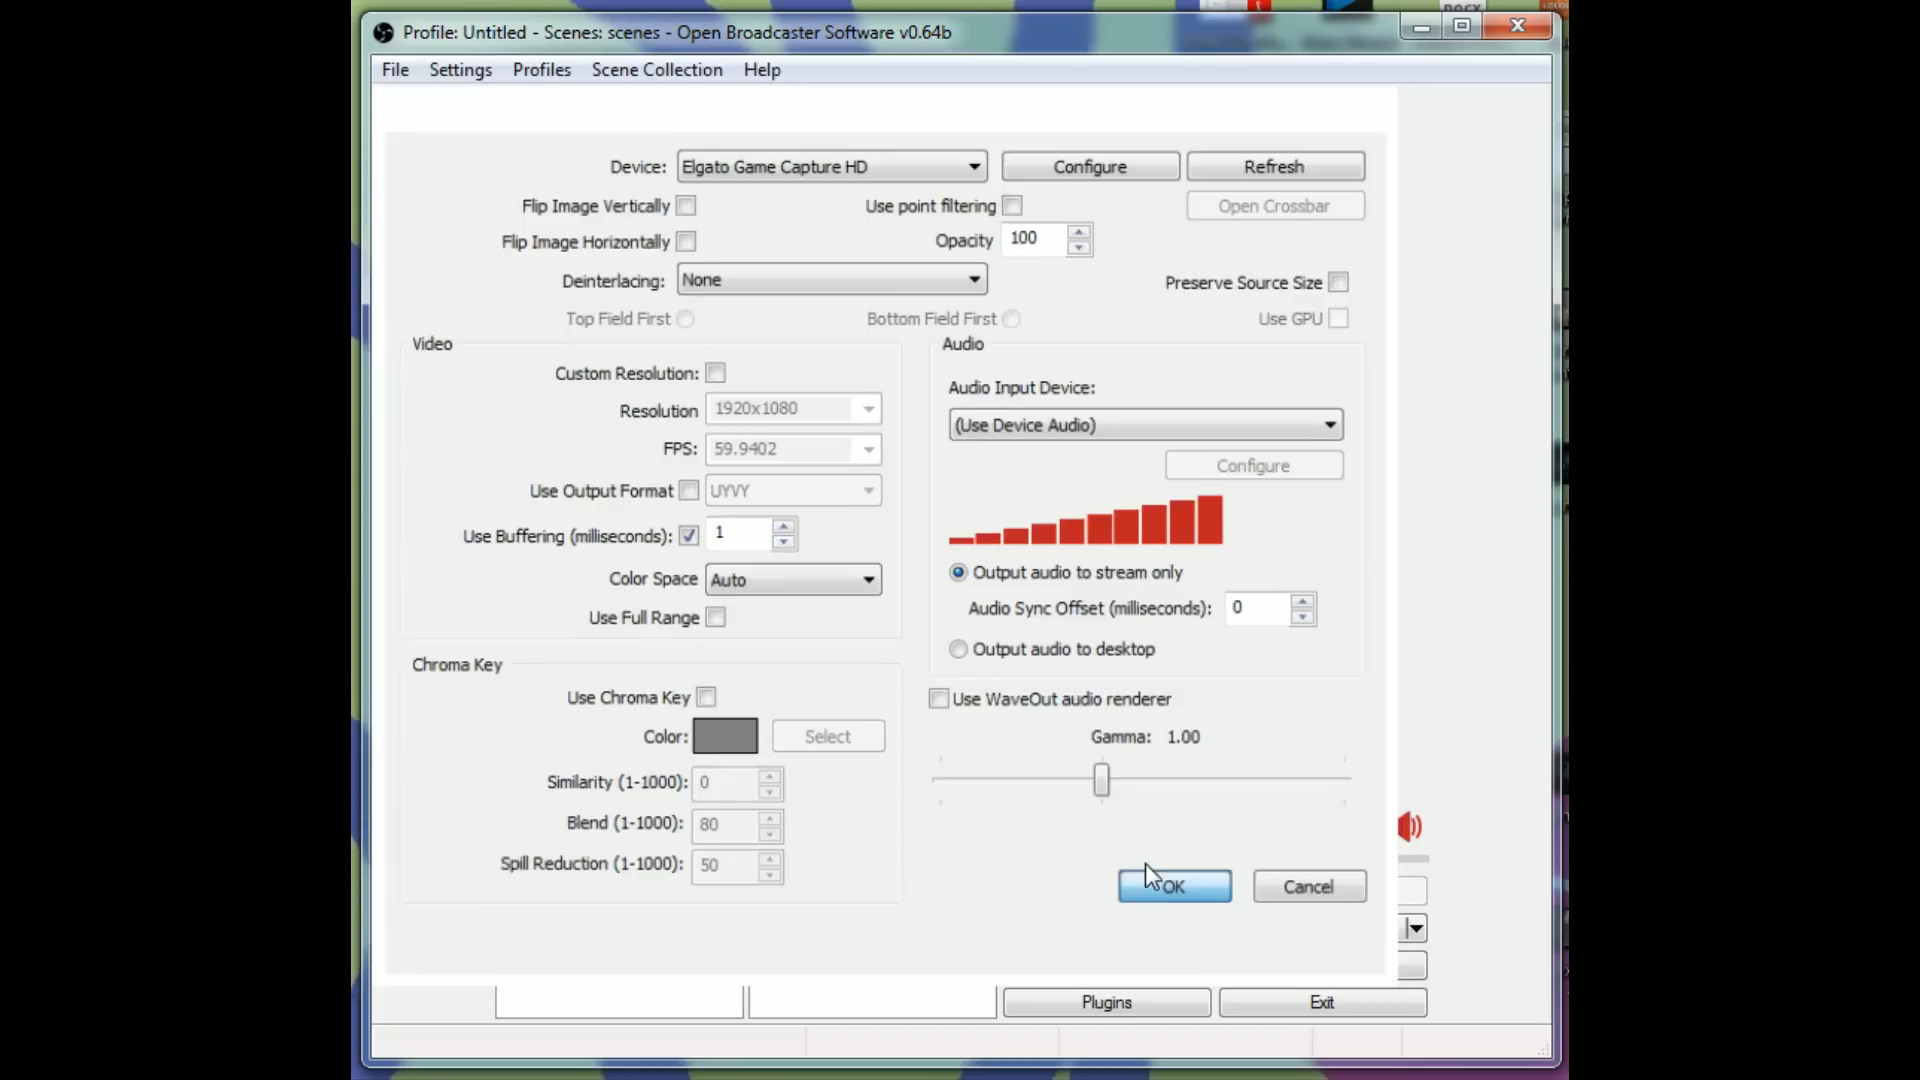 Profile: Untitled - Scenes: scenes - Open Broadcaster Software v0.64b
File Settings Profiles Scene Collection Help
Device: Elgato Game Capture HD Configure Refresh
Flip Image Vertically Use point filtering Open Crossbar
Flip Image Horizontally Opacity 100
Deinterlacing: None Preserve Source Size
Top Field First Bottom Field First Use GPU
Video Audio
Custom Resolution: Audio Input Device:
Resolution 1920x1080 (Use Device Audio)
FPS: 59.9402 Configure
Use Output Format UYVY
Use Buffering (milliseconds): 1
Color Space Auto Output audio to stream only
Use Full Range Audio Sync Offset (milliseconds): 0
Output audio to desktop
Chroma Key
Use Chroma Key Use WaveOut audio renderer
Color: Select Gamma: 1.00
Similarity (1-1000): 0
Blend (1-1000): 80
Spill Reduction (1-1000): 50
OK Cancel
Plugins Exit